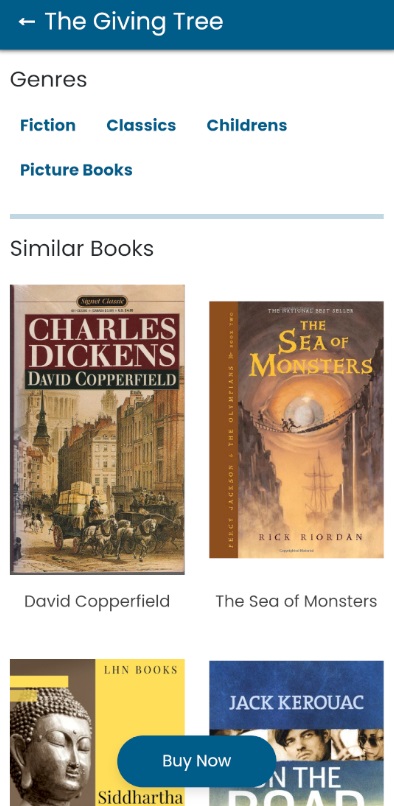 ← The Giving Tree
Genres
Fiction Classics Childrens
Picture Books
Similar Books
Signet Classic
CHARLES
DICKENS
DAVID COPPERFIELD
THE NATIONAL BEST SELLER
THE
SEA OF
MONSTERS
PERCY JACKSON & THE OLYMPIANS BOOK TWO
RICK RIORDAN
David Copperfield
The Sea of Monsters
LHN BOOKS
Siddhartha
JACK KEROUAC
ON THE
ROAD
Buy Now